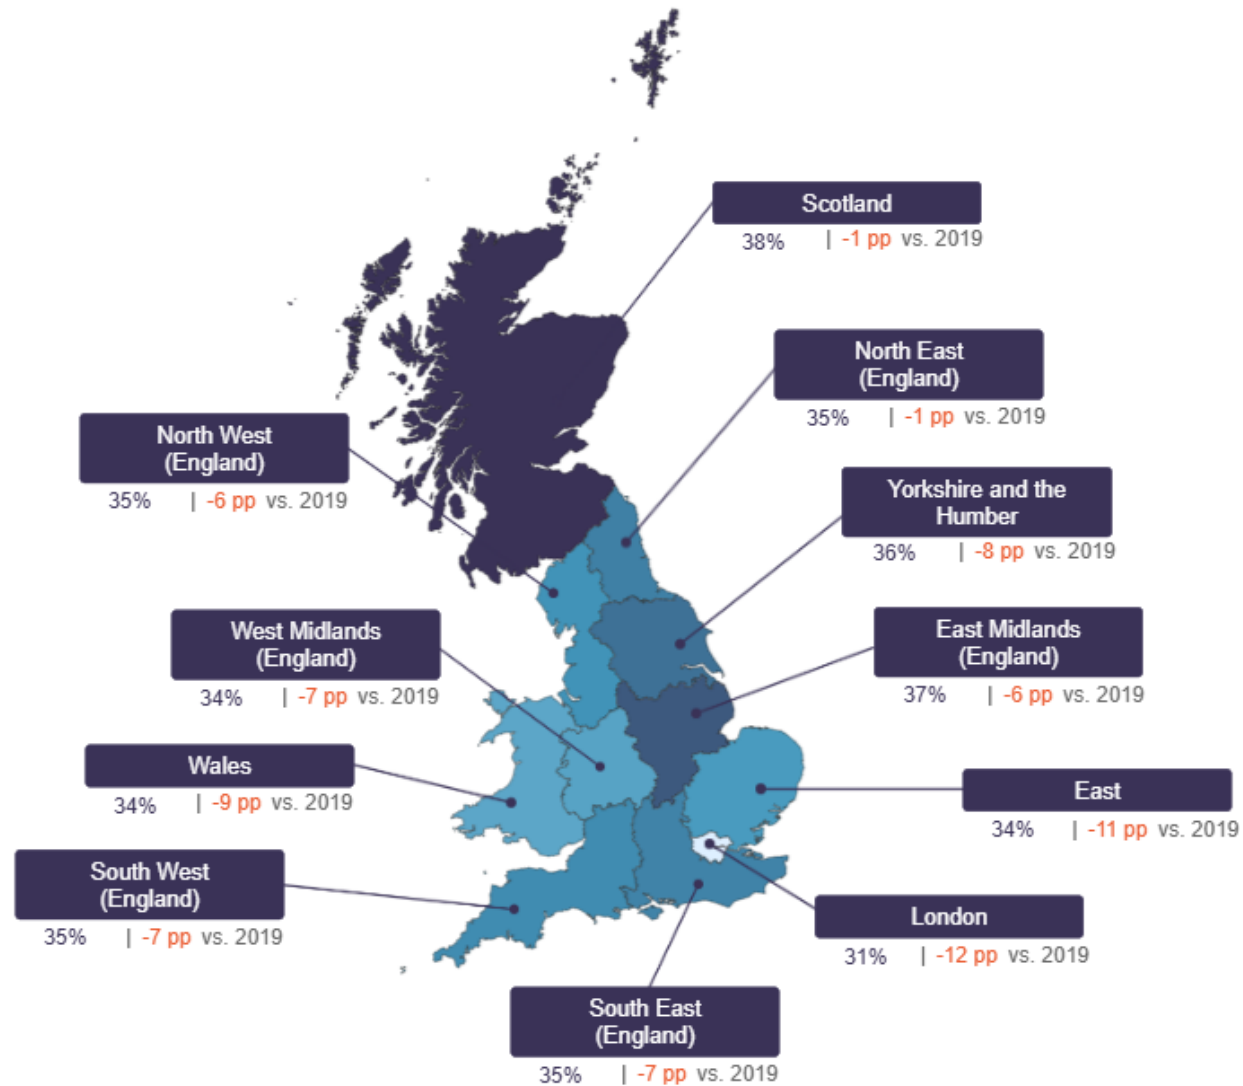 Scotland
38% | -1 pp vs. 2019
North East
(England)
35% | -1 pp vs. 2019
North West
(England)
35% | -6 pp vs. 2019
Yorkshire and the
Humber
36% | -8 pp vs. 2019
West Midlands
(England)
34% | -7 pp vs. 2019
East Midlands
(England)
37% | -6 pp vs. 2019
Wales
34% | -9 pp vs. 2019
East
34% | -11 pp vs. 2019
South West
(England)
35% | -7 pp vs. 2019
London
31% | -12 pp vs. 2019
South East
(England)
35% | -7 pp vs. 2019